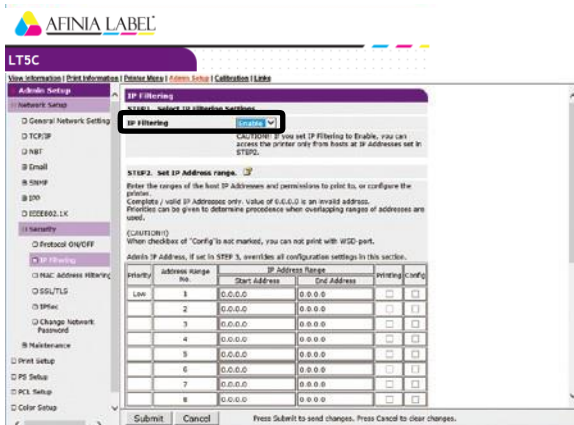 AFINIA LABEL
LT5C
View Information | Print Information | Printer Menu | Admin Setup | Calibration | Links
Admin Setup
Network Setup
General Network Setting
TCP/IP
NBT
Email
SNMP
IPP
IEEE802.1X
Security
Protocol ON/OFF
IP Filtering
MAC Address Filtering
SSL/TLS
IPSec
Change Network
Password
Maintenance
Print Setup
PS Setup
PCL Setup
Color Setup
IP Filtering
STEP1. Select IP Filtering Settings.
IP Filtering Enable
CAUTION!! If you set IP Filtering to Enable, you can
access the printer only from hosts at IP Addresses set in
STEP2.
STEP2. Set IP Address range.
Enter the ranges of the host IP Addresses and permissions to print to, or configure the
printer.
Complete / valid IP Addresses only. Value of 0.0.0.0 is an invalid address.
Priorities can be given to determine precedence when overlapping ranges of addresses are
used.
(CAUTION!!)
When checkbox of "Config"is not marked, you can not print with WSD-port.
Admin IP Address, if set in STEP 3, overrides all configuration settings in this section.
Priority Address Range No. IP Address Range Printing Config
Start Address End Address
Low 1 0.0.0.0 0.0.0.0
2 0.0.0.0 0.0.0.0
3 0.0.0.0 0.0.0.0
4 0.0.0.0 0.0.0.0
5 0.0.0.0 0.0.0.0
6 0.0.0.0 0.0.0.0
7 0.0.0.0 0.0.0.0
8 0.0.0.0 0.0.0.0
Submit Cancel Press Submit to send changes. Press Cancel to clear changes.